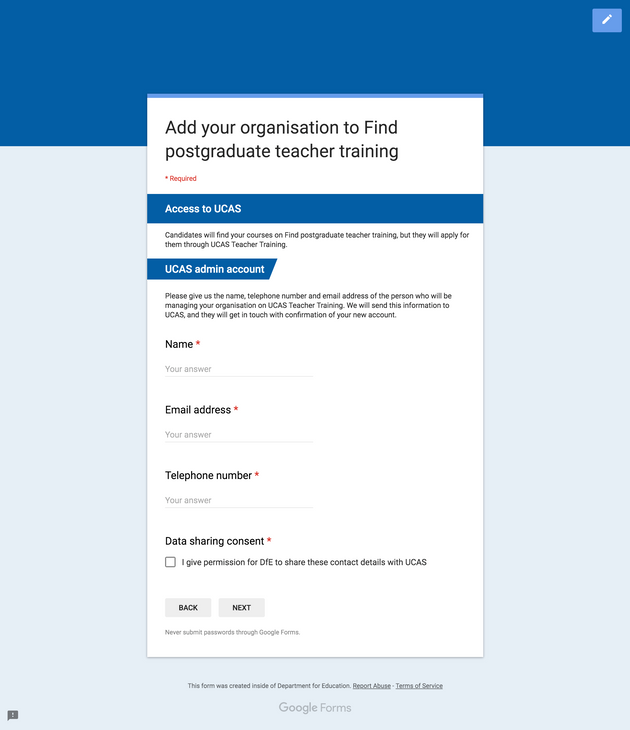 Add your organisation to Find
postgraduate teacher training
* Required
Access to UCAS
Candidates will find your courses on Find postgraduate teacher training, but they will apply for
them through UCAS Teacher Training.
UCAS admin account
Please give us the name, telephone number and email address of the person who will be
managing your organisation on UCAS Teacher Training. We will send this information to
UCAS, and they will get in touch with confirmation of your new account.
Name *
Your answer
Email address *
Your answer
Telephone number *
Your answer
Data sharing consent *
I give permission for DfE to share these contact details with UCAS
BACK NEXT
Never submit passwords through Google Forms.
This form was created inside of Department for Education. Report Abuse - Terms of Service
Google Forms